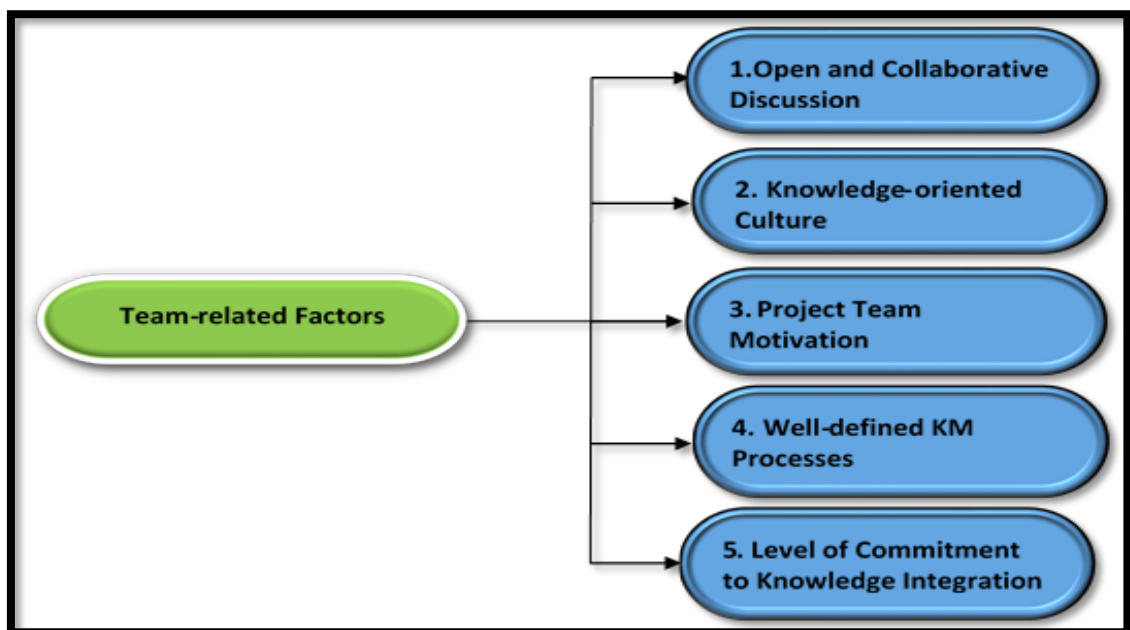 1.Open and Collaborative
Discussion
2. Knowledge-oriented
Culture
Team-related Factors
3. Project Team
Motivation
4. Well-defined KM
Processes
5. Level of Commitment
to Knowledge Integration